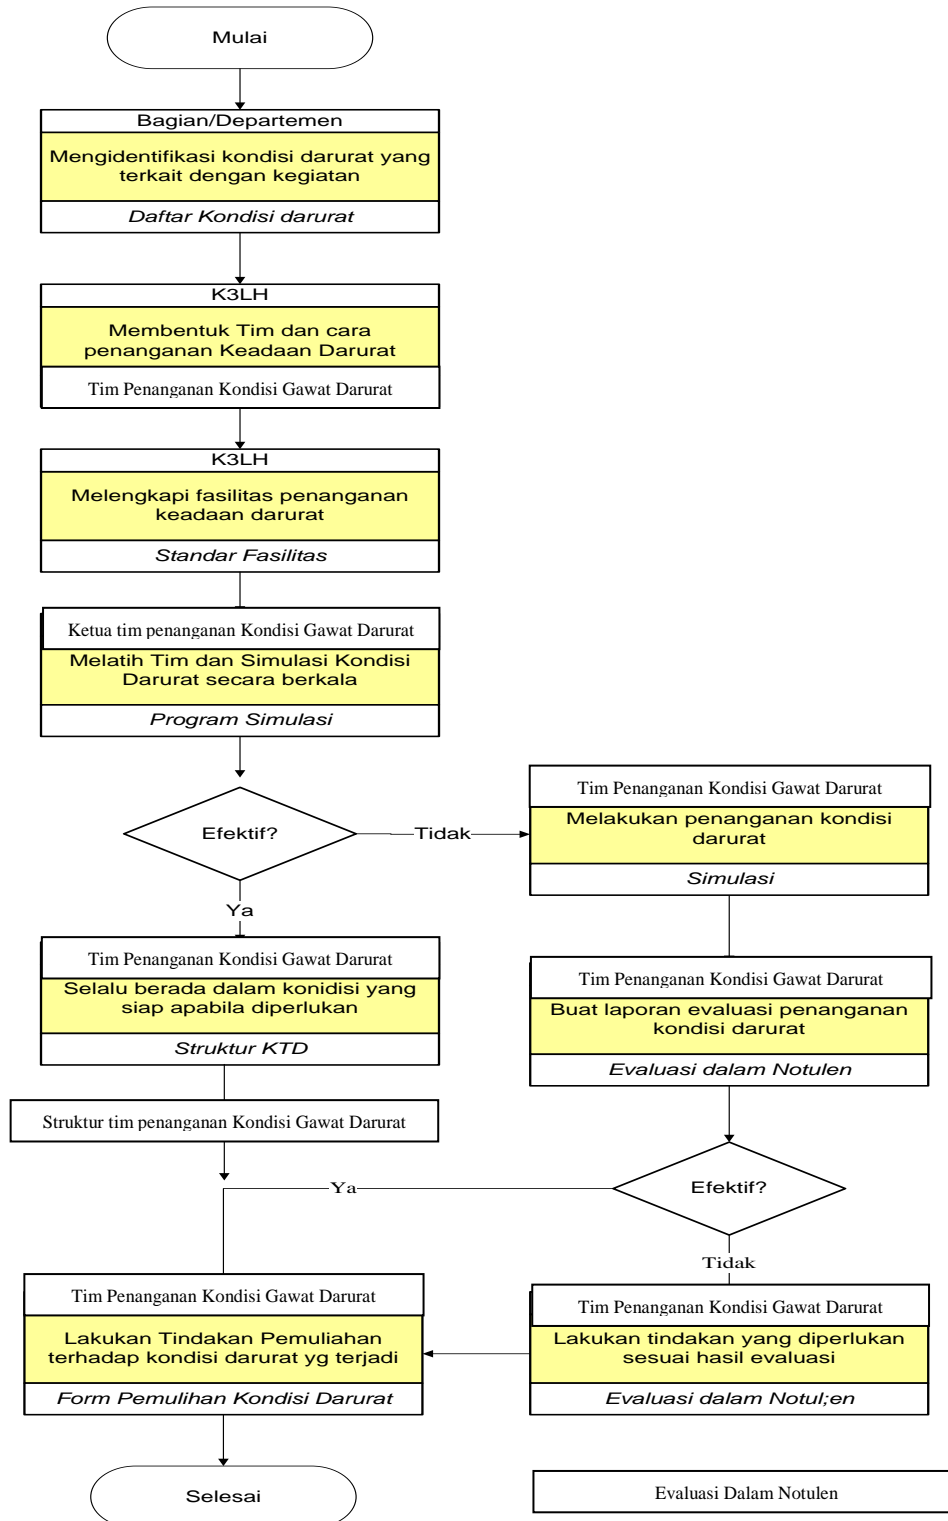 Mulai
Bagian/Departemen
Mengidentifikasi kondisi darurat yang
terkait dengan kegiatan
Daftar Kondisi darurat
K3LH
Membentuk Tim dan cara
penanganan Keadaan Darurat
Tim Penanganan Kondisi Gawat Darurat
K3LH
Melengkapi fasilitas penanganan
keadaan darurat
Standar Fasilitas
Ketua tim penanganan Kondisi Gawat Darurat
Melatih Tim dan Simulasi Kondisi
Darurat secara berkala
Program Simulasi
Efektif?
Tidak
Tim Penanganan Kondisi Gawat Darurat
Melakukan penanganan kondisi
darurat
Simulasi
Ya
Tim Penanganan Kondisi Gawat Darurat
Selalu berada dalam konidisi yang
siap apabila diperlukan
Struktur KTD
Struktur tim penanganan Kondisi Gawat Darurat
Tim Penanganan Kondisi Gawat Darurat
Buat laporan evaluasi penanganan
kondisi darurat
Evaluasi dalam Notulen
Efektif?
Ya
Tidak
Tim Penanganan Kondisi Gawat Darurat
Lakukan tindakan yang diperlukan
sesuai hasil evaluasi
Evaluasi dalam Notul;en
Tim Penanganan Kondisi Gawat Darurat
Lakukan Tindakan Pemuliahan
terhadap kondisi darurat yg terjadi
Form Pemulihan Kondisi Darurat
Selesai
Evaluasi Dalam Notulen